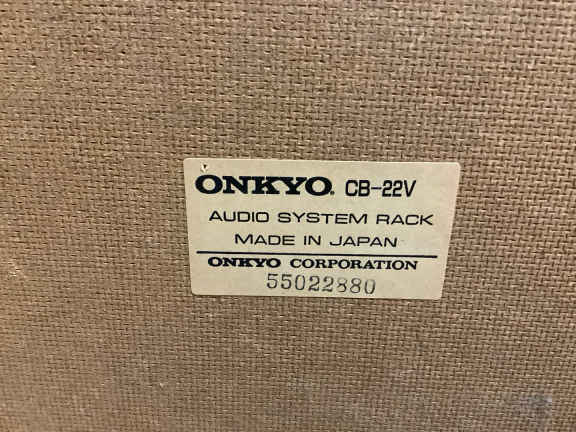 ONKYO® CB-22V
AUDIO SYSTEM RACK
MADE IN JAPAN
ONKYO CORPORATION
55022880